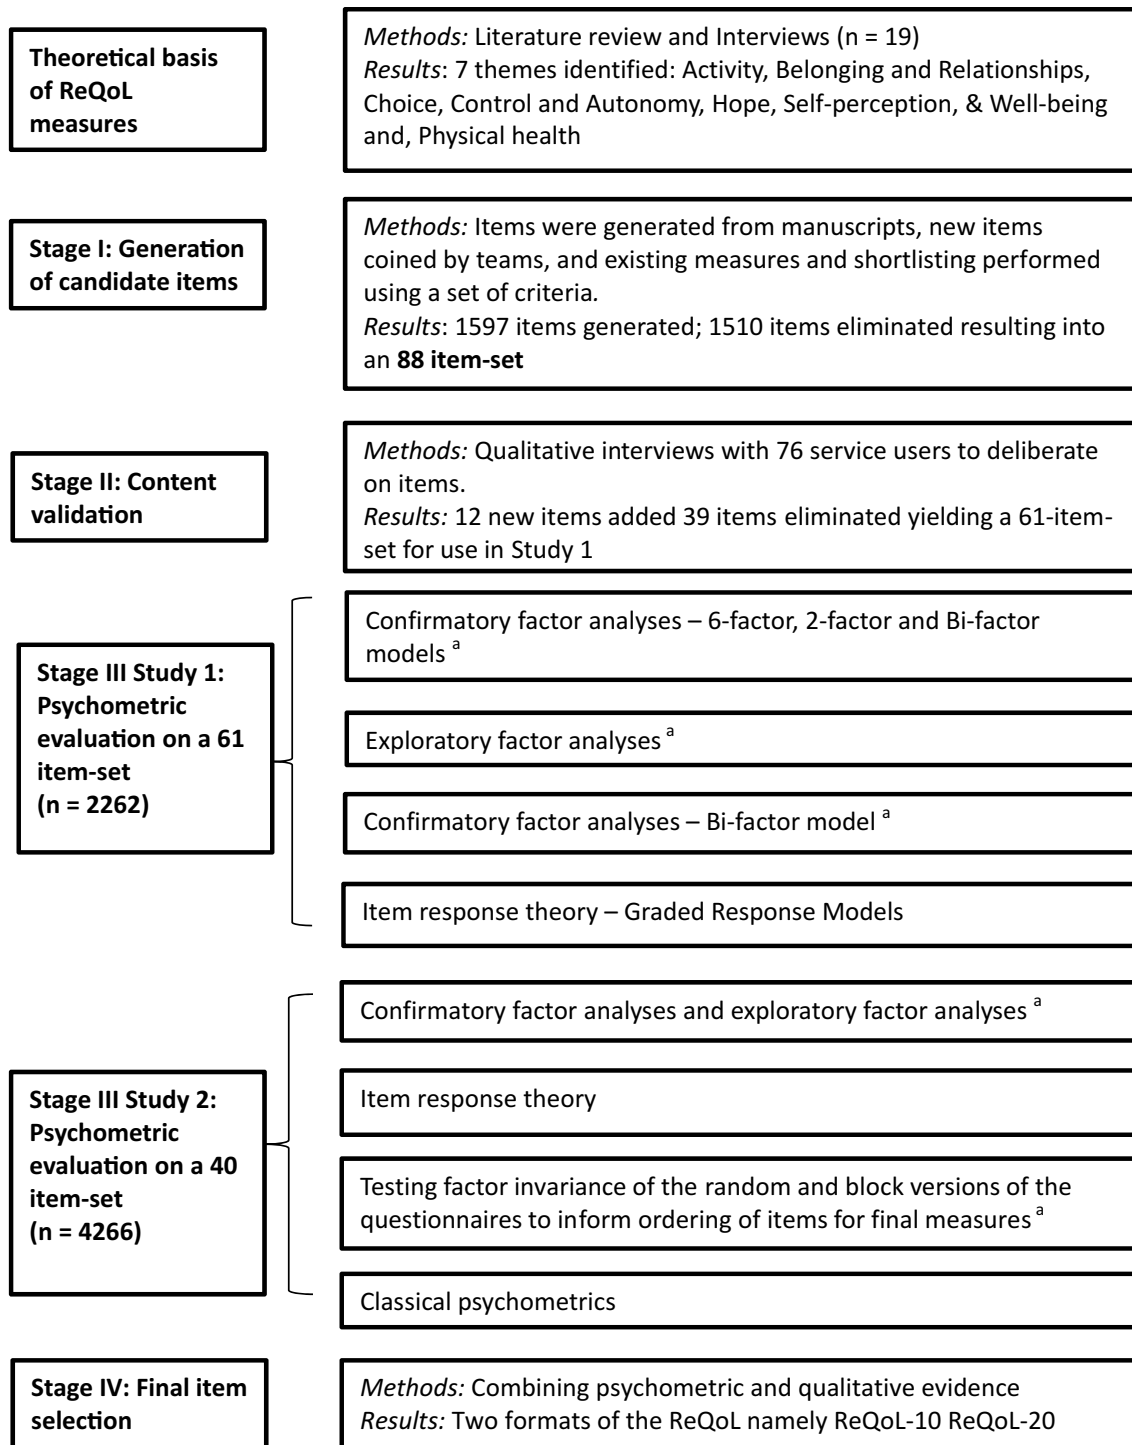 Theoretical basis
of ReQoL
measures
Methods: Literature review and Interviews (n = 19)
Results: 7 themes identified: Activity, Belonging and Relationships,
Choice, Control and Autonomy, Hope, Self-perception, & Well-being
and, Physical health
Stage I: Generation
of candidate items
Methods: Items were generated from manuscripts, new items
coined by teams, and existing measures and shortlisting performed
using a set of criteria.
Results: 1597 items generated; 1510 items eliminated resulting into
an 88 item-set
Stage II: Content
validation
Methods: Qualitative interviews with 76 service users to deliberate
on items.
Results: 12 new items added 39 items eliminated yielding a 61-item-
set for use in Study 1
Stage III Study 1:
Psychometric
evaluation on a 61
item-set
(n = 2262)
Confirmatory factor analyses – 6-factor, 2-factor and Bi-factor
models a
Exploratory factor analyses a
Confirmatory factor analyses – Bi-factor model a
Item response theory – Graded Response Models
Stage III Study 2:
Psychometric
evaluation on a 40
item-set
(n = 4266)
Confirmatory factor analyses and exploratory factor analyses a
Item response theory
Testing factor invariance of the random and block versions of the
questionnaires to inform ordering of items for final measures a
Classical psychometrics
Stage IV: Final item
selection
Methods: Combining psychometric and qualitative evidence
Results: Two formats of the ReQoL namely ReQoL-10 ReQoL-20